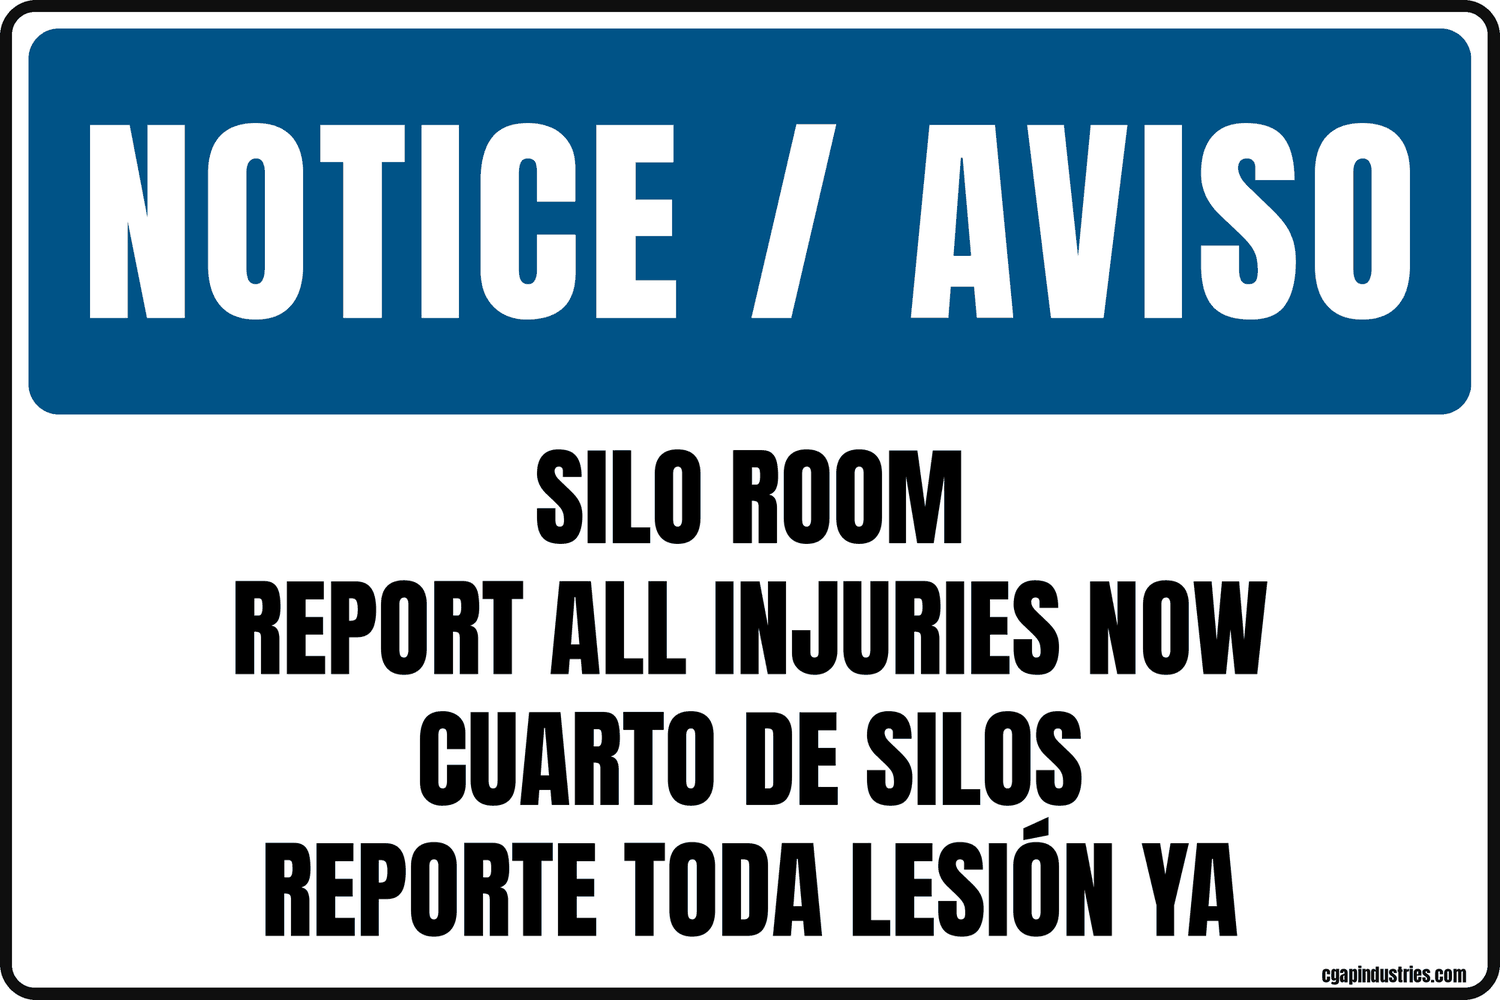 NOTICE / AVISO
SILO ROOM
REPORT ALL INJURIES NOW
CUARTO DE SILOS
REPORTE TODA LESIÓN YA
cgapindustries.com